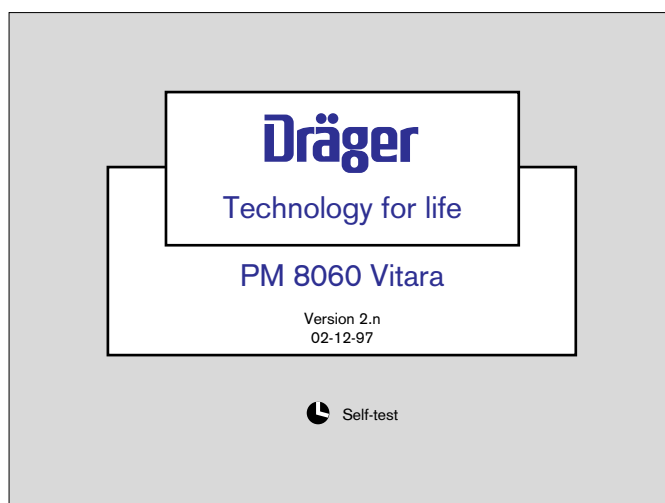 Dräger
Technology for life
PM 8060 Vitara
Version 2.n
02-12-97
Self-test